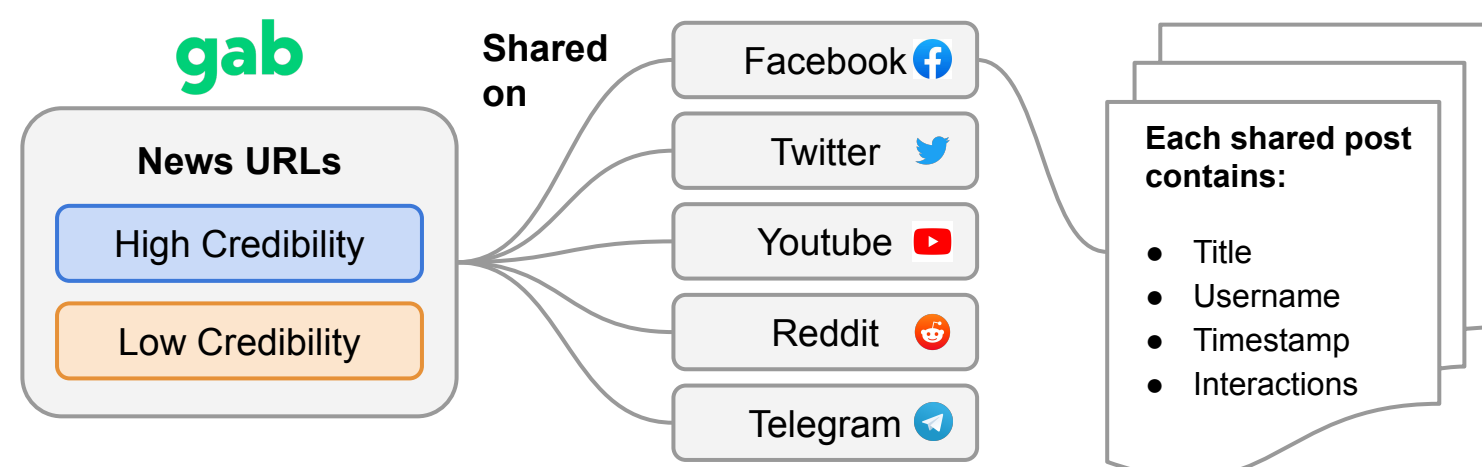 gab
News URLs
High Credibility
Low Credibility
Shared
on
Facebook
Twitter
Youtube
Reddit
Telegram
Each shared post
contains:
● Title
● Username
● Timestamp
● Interactions